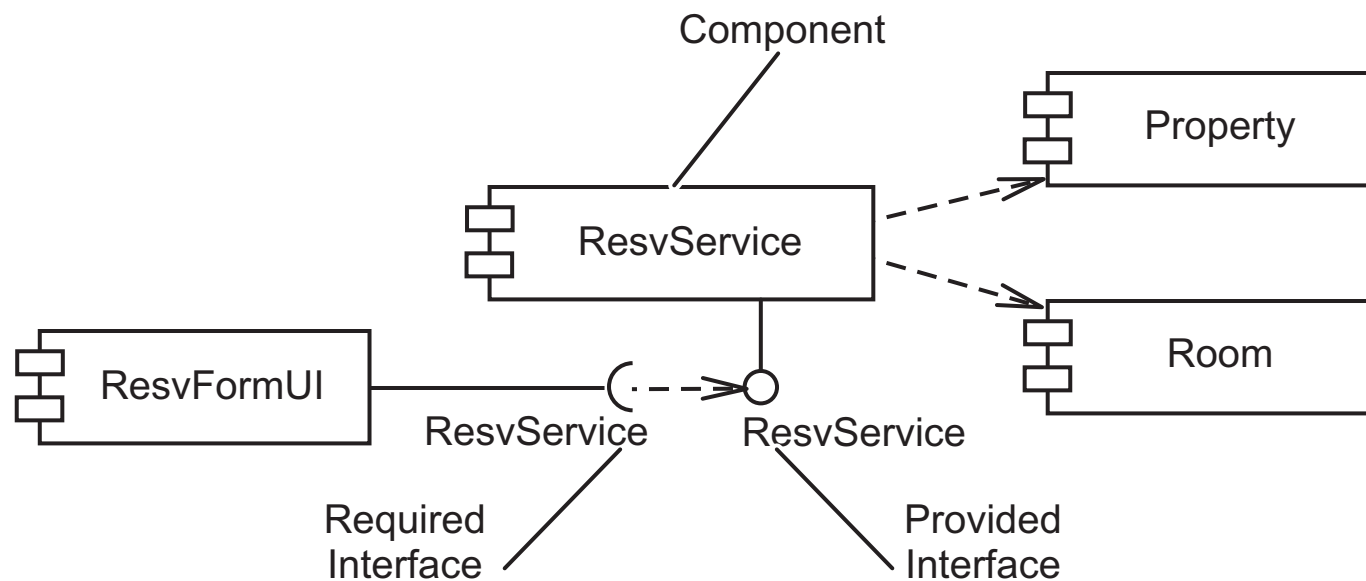 Component
Property
ResvService
Room
ResvFormUI
ResvService
ResvService
Required
Interface
Provided
Interface